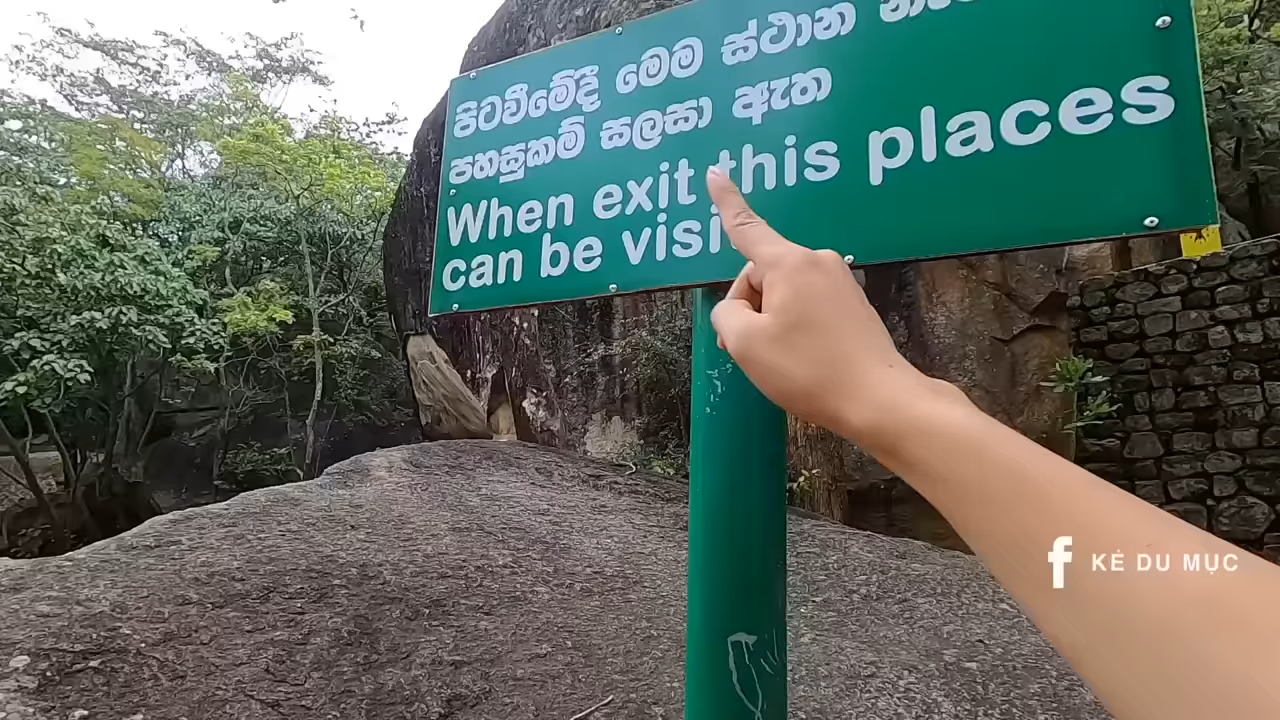 පිටවීමේදී මෙම ස්ථාන
පහසුකම් සලසා ඇත
When exit this places
can be
f KẺ DU MỤC